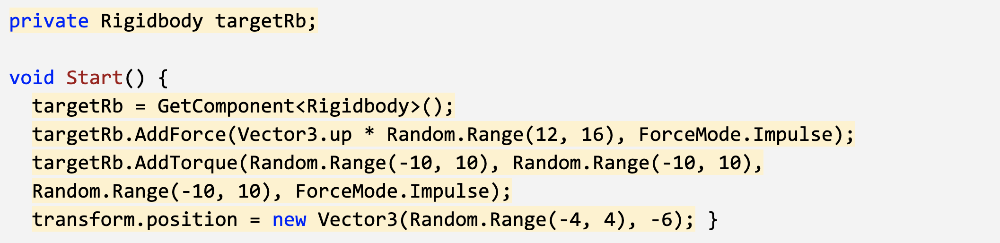 private Rigidbody targetRb;
void Start() {
targetRb = GetComponent<Rigidbody>();
targetRb.AddForce(Vector3.up * Random.Range(12, 16), ForceMode.Impulse);
targetRb.AddTorque(Random.Range(-10, 10), Random.Range(-10, 10),
Random.Range(-10, 10), ForceMode.Impulse);
transform.position = new Vector3(Random.Range(-4, 4), -6); }